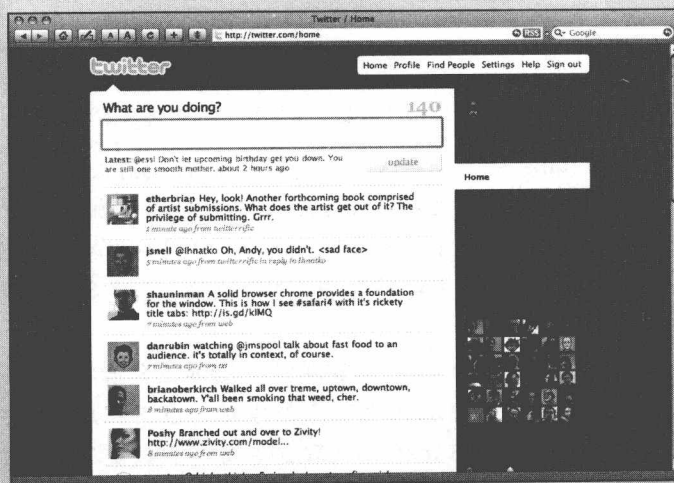 Twitter / Home
http://twitter.com/home
RSS
Google
A A
twitter
Home Profile Find People Settings Help Sign out
What are you doing?
140
Latest: @essl Don't let upcoming birthday get you down. You
are still one smooth mother. about 2 hours ago
update
Home
etherbrian Hey, look! Another forthcoming book comprised
of artist submissions. What does the artist get out of it? The
privilege of submitting. Grrr.
1 minute ago from twitterrific
jsnell @Ihnatko Oh, Andy, you didn't. <sad face>
5 minutes ago from twitterrific in reply to Ihnatko
shauninman A solid browser chrome provides a foundation
for the window. This is how I see #safari4 with it's rickety
title tabs: http://is.gd/kIMQ
7 minutes ago from web
danrubin watching @jmspool talk about fast food to an
audience. it's totally in context, of course.
7 minutes ago from txt
brianoberkirch Walked all over treme, uptown, downtown,
backatown. Y'all been smoking that weed, cher.
8 minutes ago from web
Poshy Branched out and over to Zivity!
http://www.zivity.com/model...
8 minutes ago from web